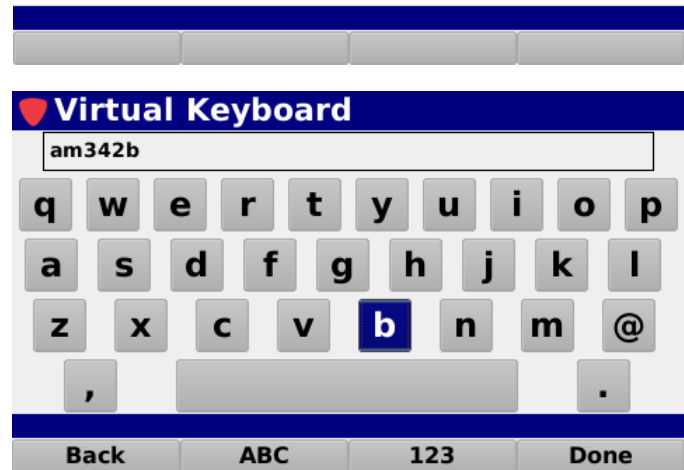 Virtual Keyboard
am342b
q w e r t y u i o p
a s d f g h j k l
z x c v b n m @
, .
Back ABC 123 Done